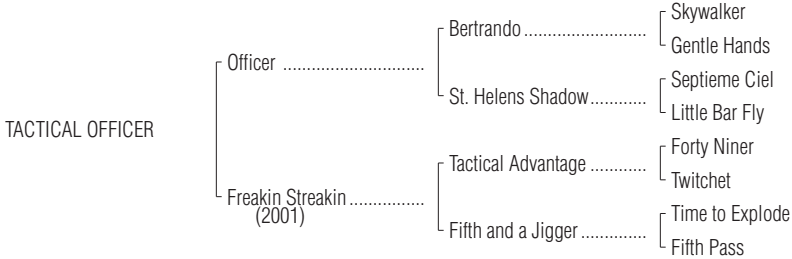 Skywalker
Bertrando ..........................
Gentle Hands
Officer ..............................
Septieme Ciel
St. Helens Shadow............
Little Bar Fly
TACTICAL OFFICER
Forty Niner
Tactical Advantage ............
Twitchet
Freakin Streakin ................
(2001)
Time to Explode
Fifth and a Jigger ..............
Fifth Pass